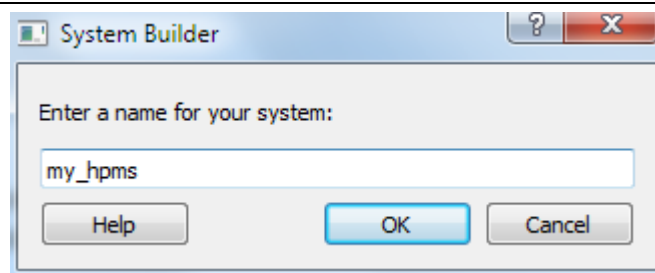 System Builder
Enter a name for your system:
my_hpms
Help OK Cancel